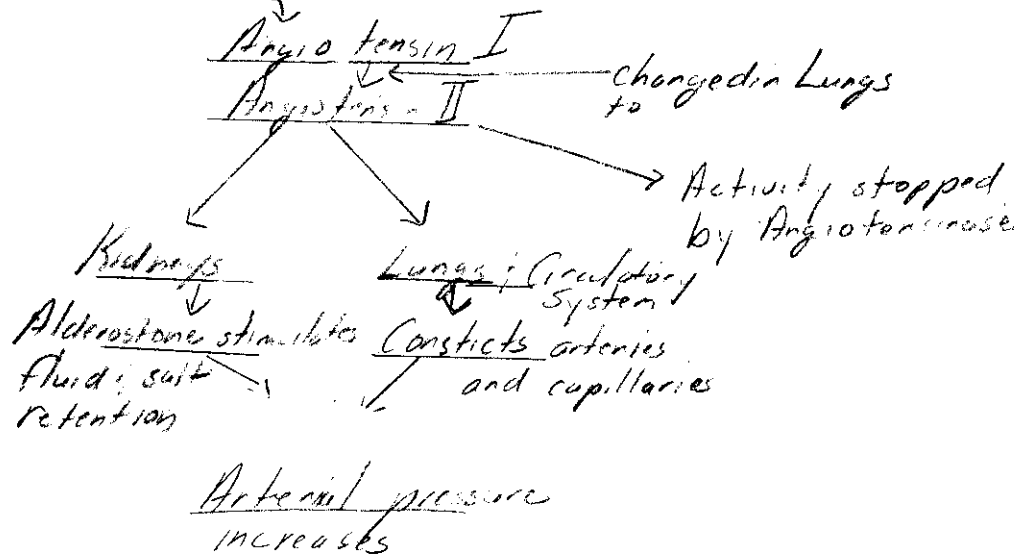 Angiotensin I
changed in Lungs
to
Angiotensin II
Activity stopped
by Angiotensinase
Kidneys
Lungs & Circulatory
System
Alderostone stimulates
fluid & salt
retention
Consticts arteries
and capillaries
Arterial pressure
increases